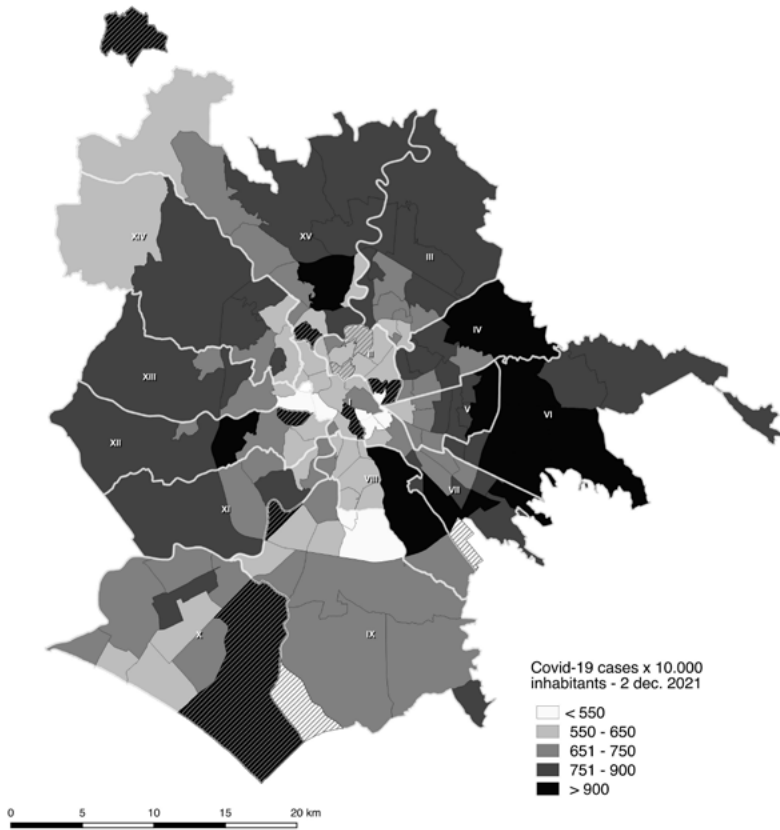 XIV
XV
III
IV
II
XIII
I
V
VI
XII
VIII
VII
XI
X
IX
Covid-19 cases x 10.000
inhabitants - 2 dec. 2021
< 550
550 - 650
651 - 750
751 - 900
> 900
0 5 10 15 20 km